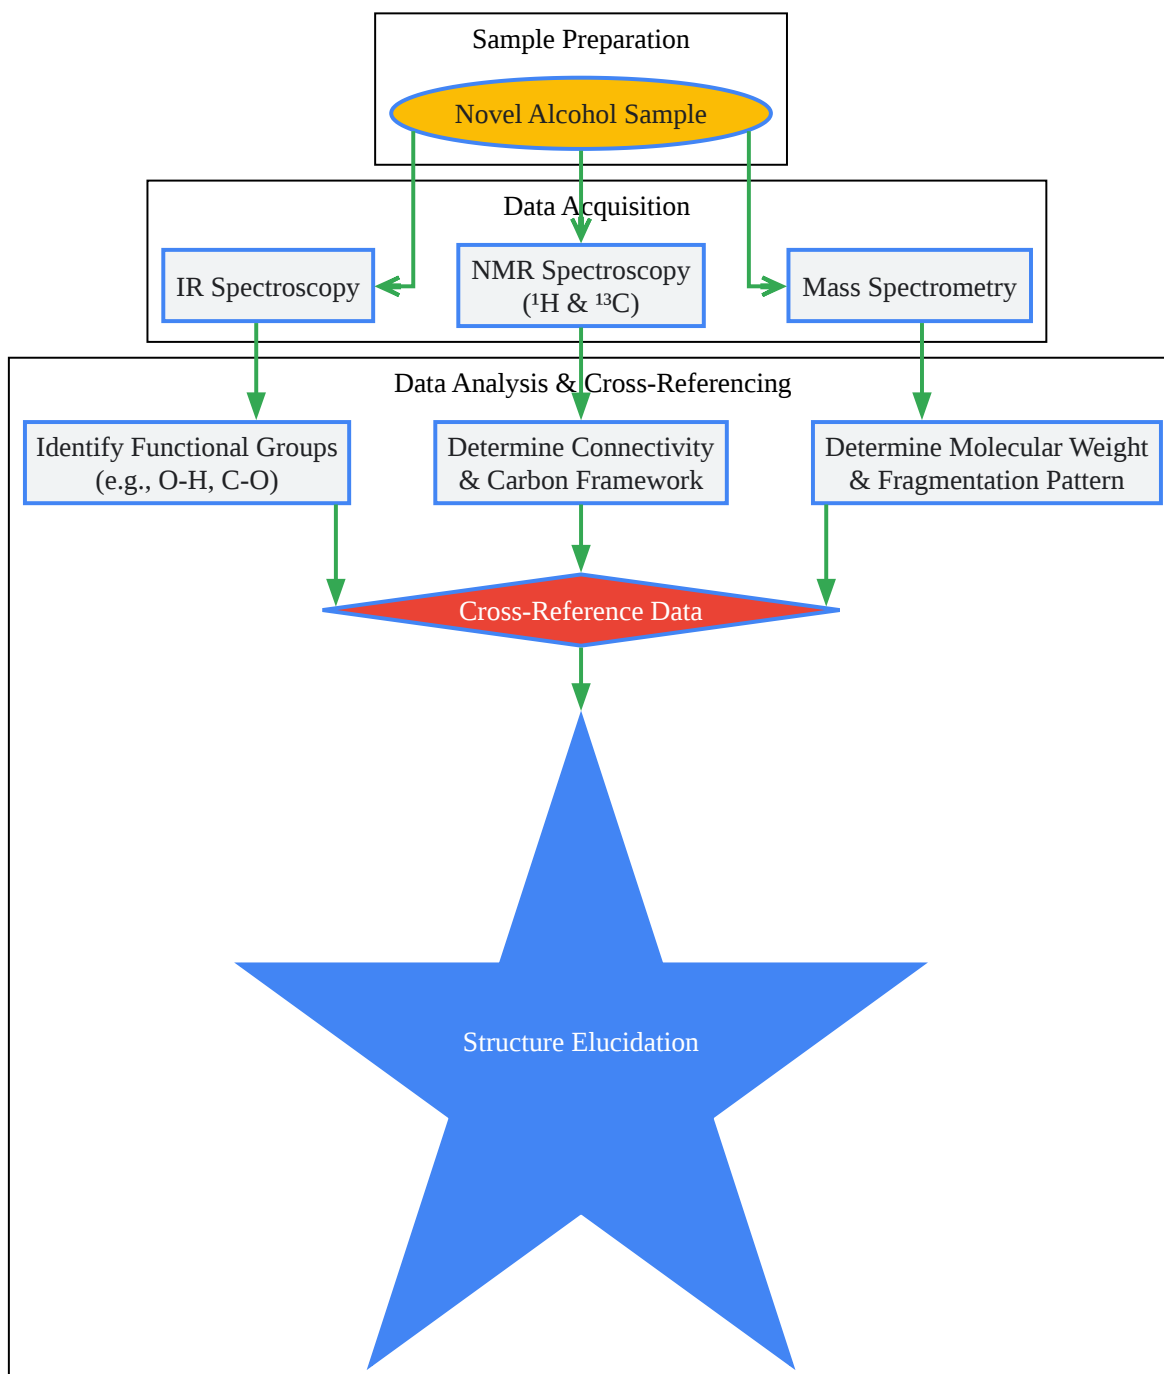 Sample Preparation
Novel Alcohol Sample
Data Acquisition
IR Spectroscopy
NMR Spectroscopy
(¹H & ¹³C)
Mass Spectrometry
Data Analysis & Cross-Referencing
Identify Functional Groups
(e.g., O-H, C-O)
Determine Connectivity
& Carbon Framework
Determine Molecular Weight
& Fragmentation Pattern
Cross-Reference Data
Structure Elucidation